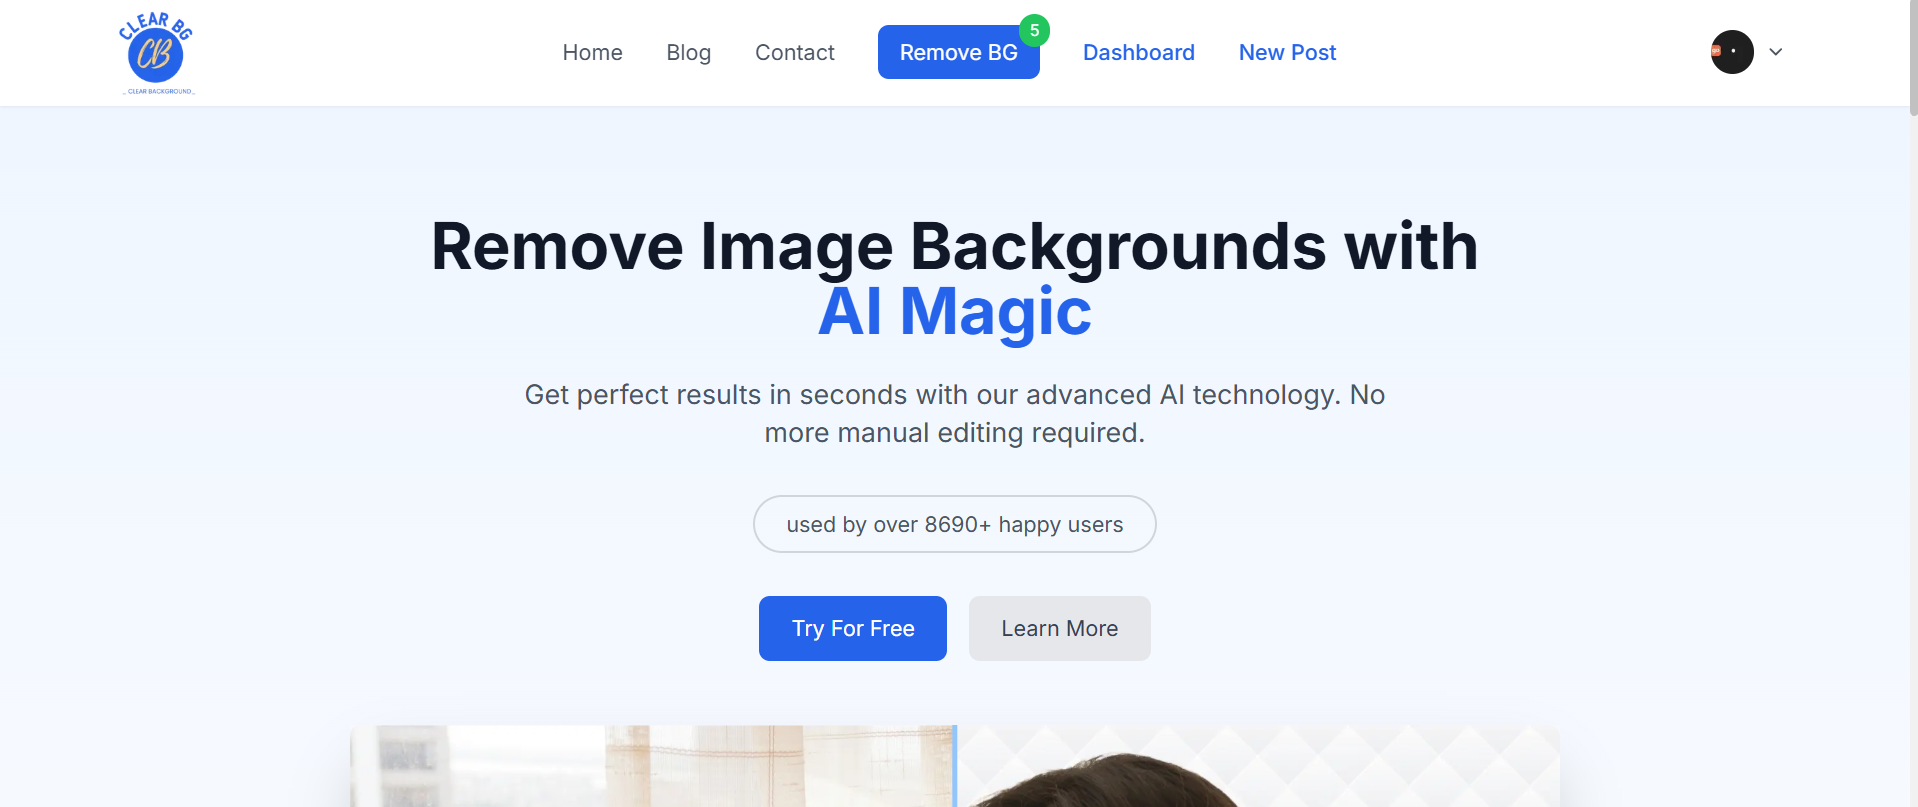 CLEAR BG
CB
CLEAR BACKGROUND
Home
Blog
Contact
Remove BG
5
Dashboard
New Post
Remove Image Backgrounds with
AI Magic
Get perfect results in seconds with our advanced AI technology. No
more manual editing required.
used by over 8690+ happy users
Try For Free
Learn More